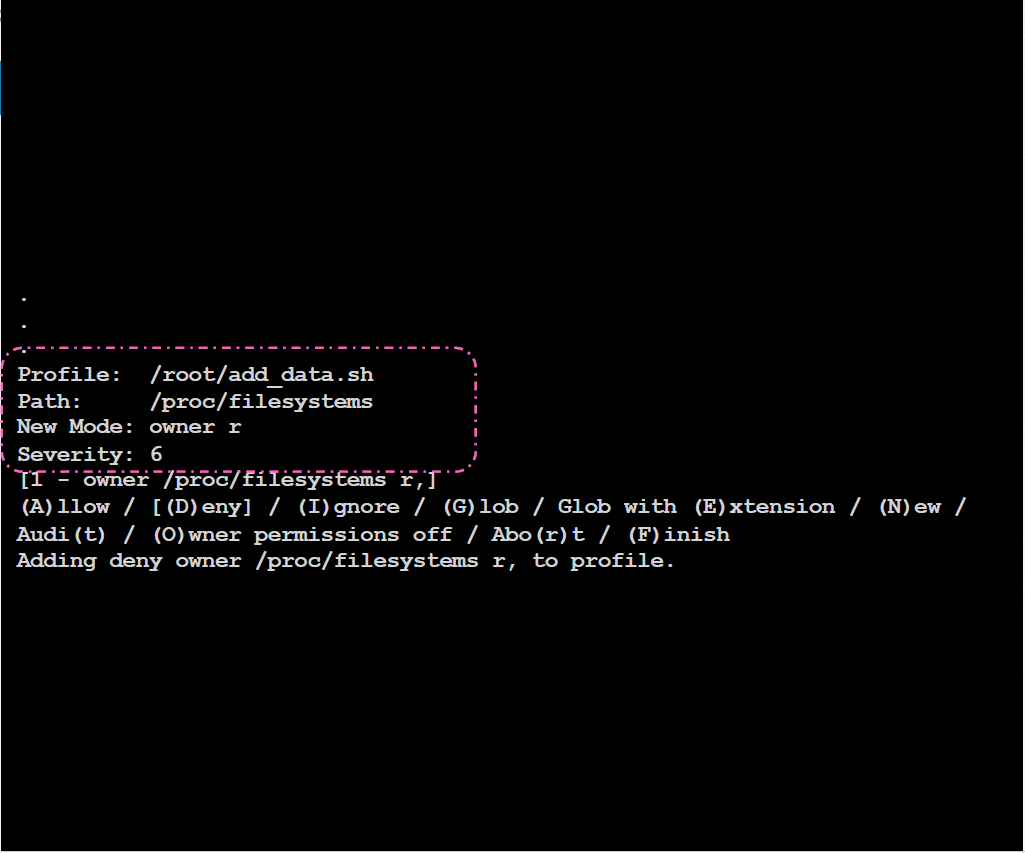 .
.
.
Profile:  /root/add_data.sh
Path:     /proc/filesystems
New Mode: owner r
Severity: 6
[1 - owner /proc/filesystems r,]
(A)llow / [(D)eny] / (I)gnore / (G)lob / Glob with (E)xtension / (N)ew /
Audi(t) / (O)wner permissions off / Abo(r)t / (F)inish
Adding deny owner /proc/filesystems r, to profile.